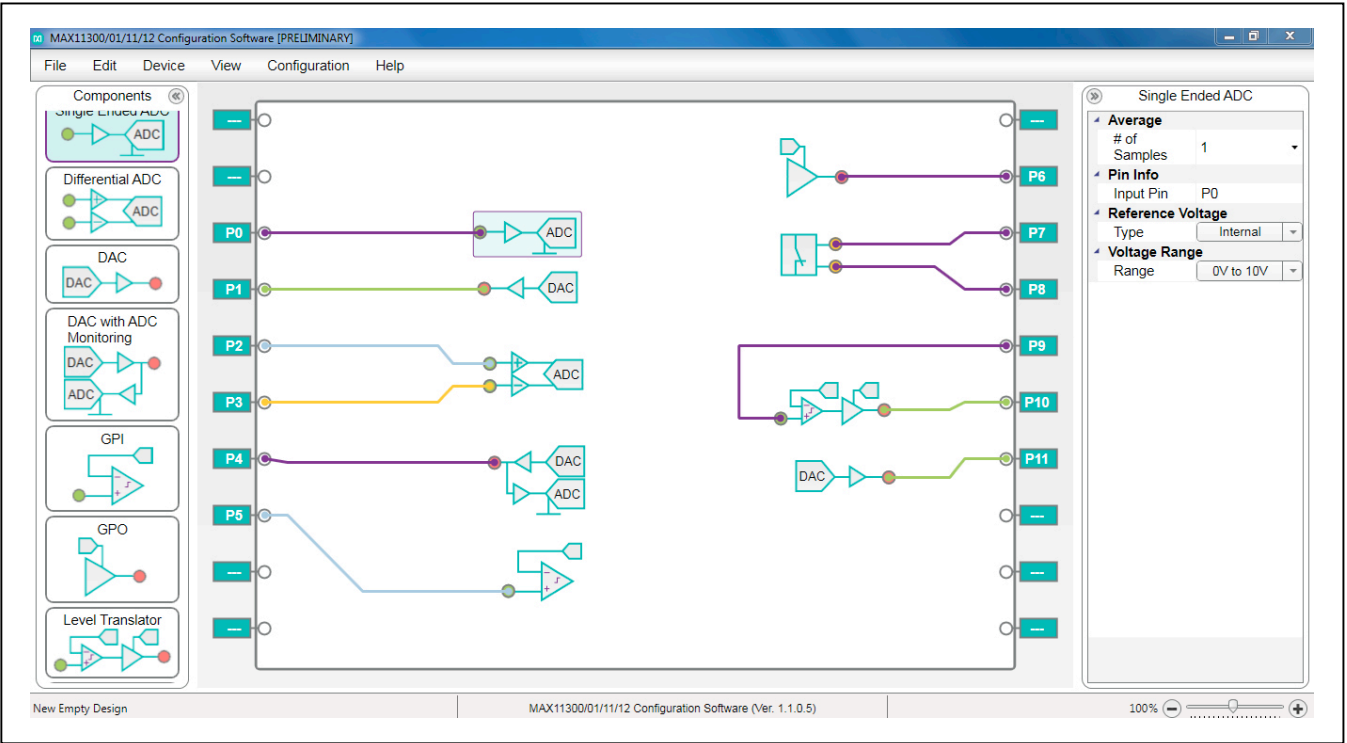 MAX11300/01/11/12 Configuration Software [PRELIMINARY]
File Edit Device View Configuration Help
Components
Single Ended ADC
ADC
Differential ADC
ADC
DAC
DAC
DAC with ADC
Monitoring
DAC
ADC
GPI
GPO
Level Translator
---
---
P0
P1
P2
P3
P4
P5
---
---
ADC
DAC
ADC
DAC
ADC
DAC
---
P6
P7
P8
P9
P10
P11
---
---
---
Single Ended ADC
Average
# of
Samples 1
Pin Info
Input Pin P0
Reference Voltage
Type Internal
Voltage Range
Range 0V to 10V
New Empty Design
MAX11300/01/11/12 Configuration Software (Ver. 1.1.0.5)
100%